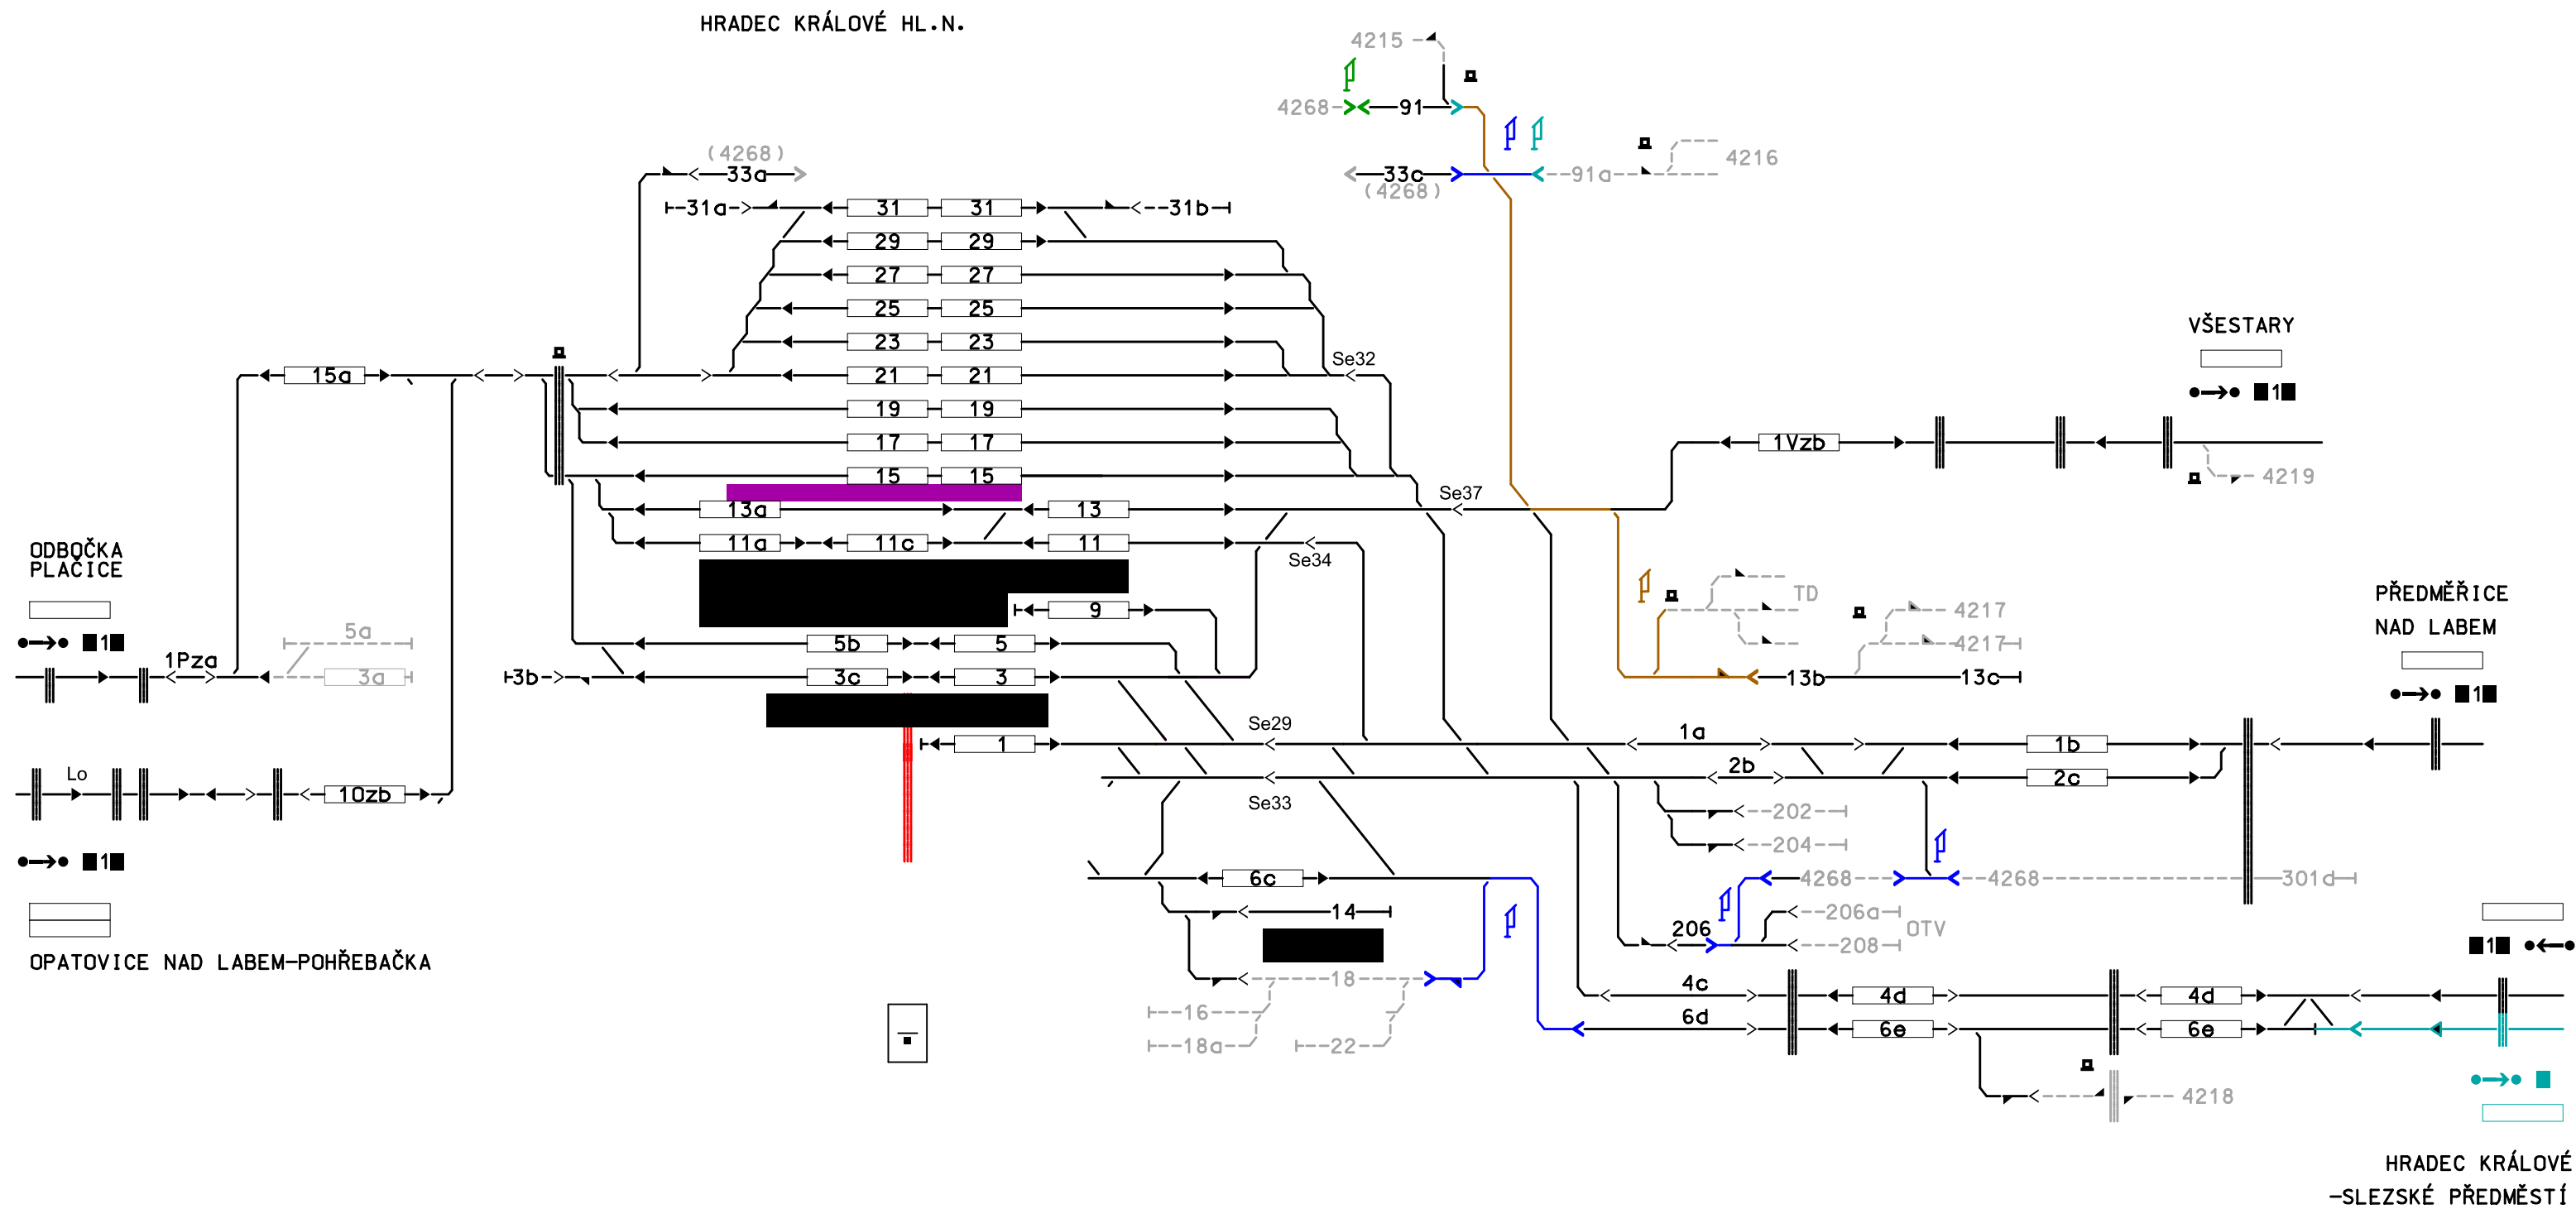 HRADEC KRÁLOVÉ HL.N.
4215
4268 91
(4268)
33a
33c 91a 4216
(4268)
31a 31 31 31b
29 29
27 27
25 25
VŠESTARY
23 23
Se32
15a 21 21
1
19 19
17 17 1Vzb
15 15 4219
Se37
13a 13
11a 11c 11
ODBOČKA
PLAČICE
Se34
TD
PŘEDMĚŘICE
9 4217
NAD LABEM
1 5a 5b 5 4217
1Pza
3a 3b 3c 3 13b 13c
1
Se29 1a
1 1b
2b
Lo 2c
10zb
Se33
202
204
1 6c 4268 4268 301d
14 206a
206 OTV
208 1
OPATOVICE NAD LABEM-POHŘEBAČKA
18
4c
4d 4d
16 6d
6e 6e
18a 22
4218
HRADEC KRÁLOVÉ
-SLEZSKÉ PŘEDMĚSTÍ